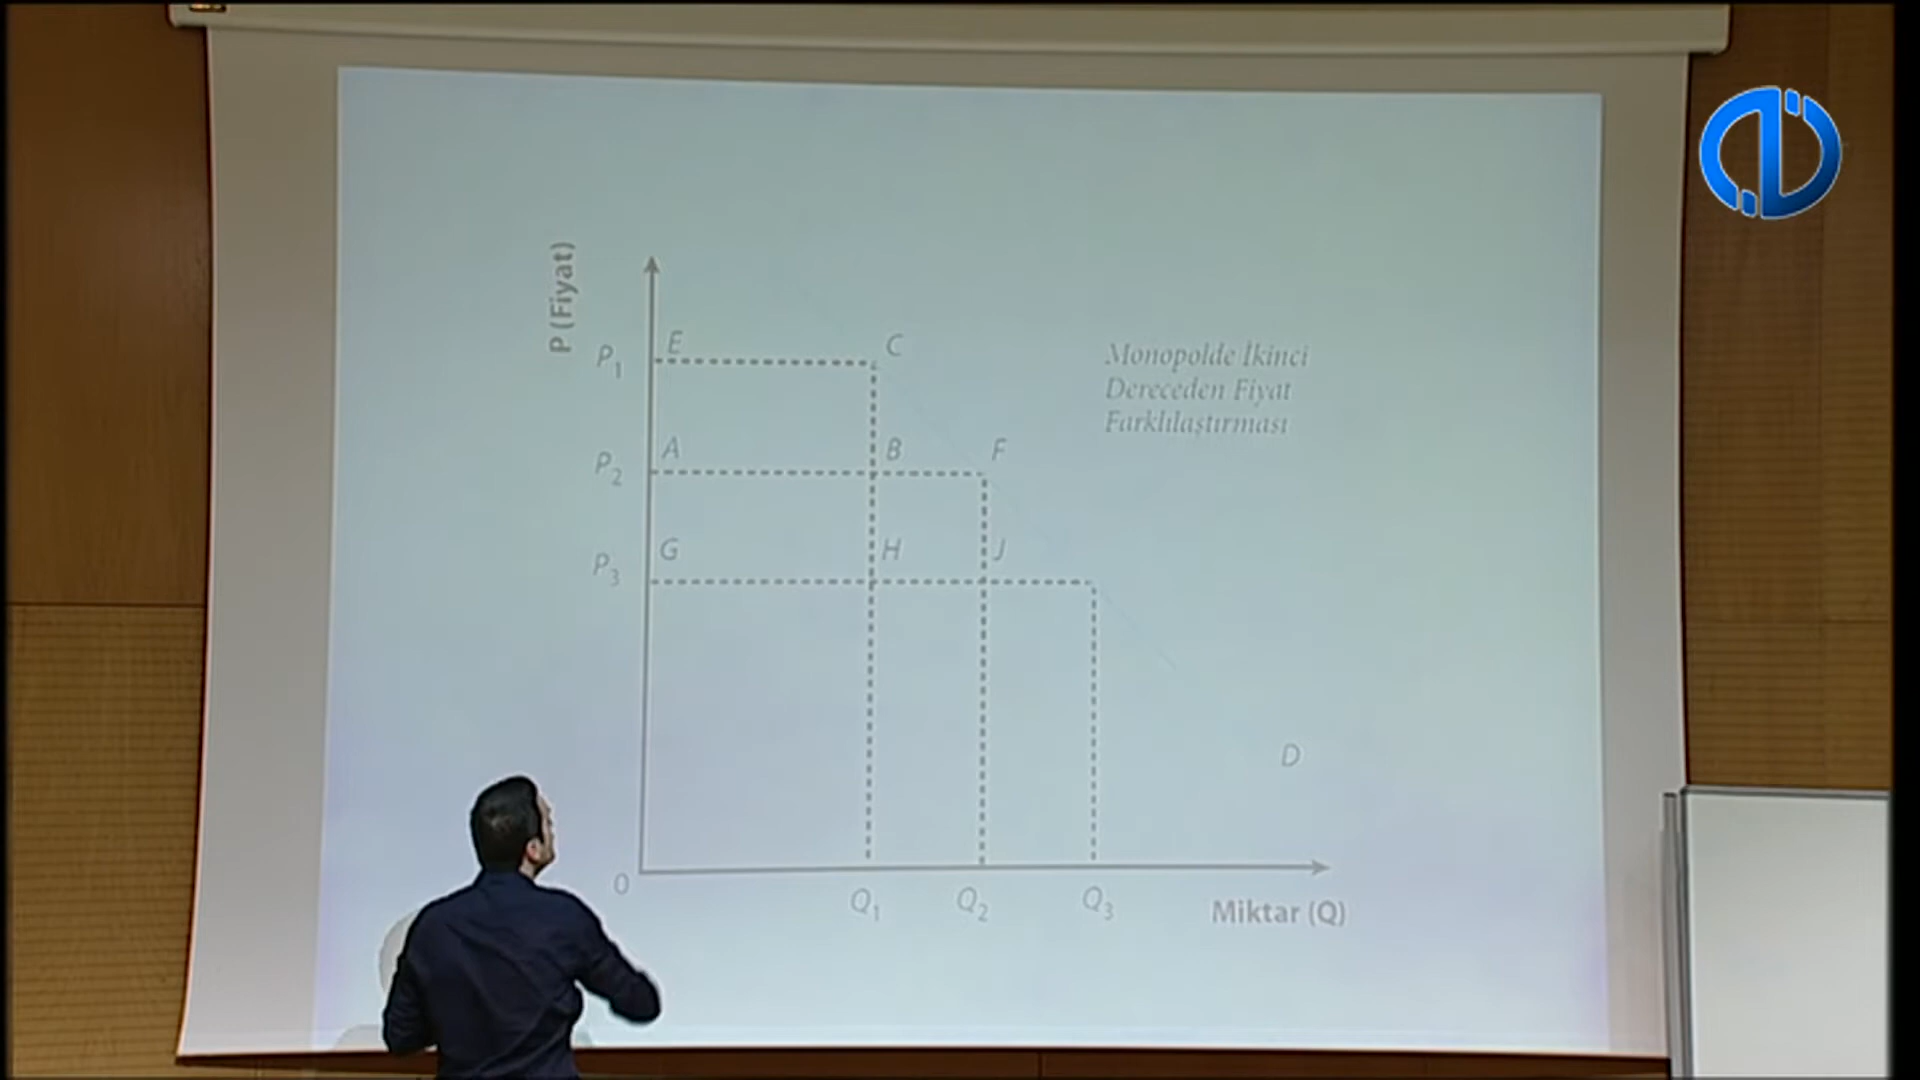 P (Fiyat)
P1
E
C
Monopolde İkinci
Dereceden Fiyat
Farklılaştırması
P2
A
B
F
P3
G
H
J
D
0
Q1
Q2
Q3
Miktar (Q)